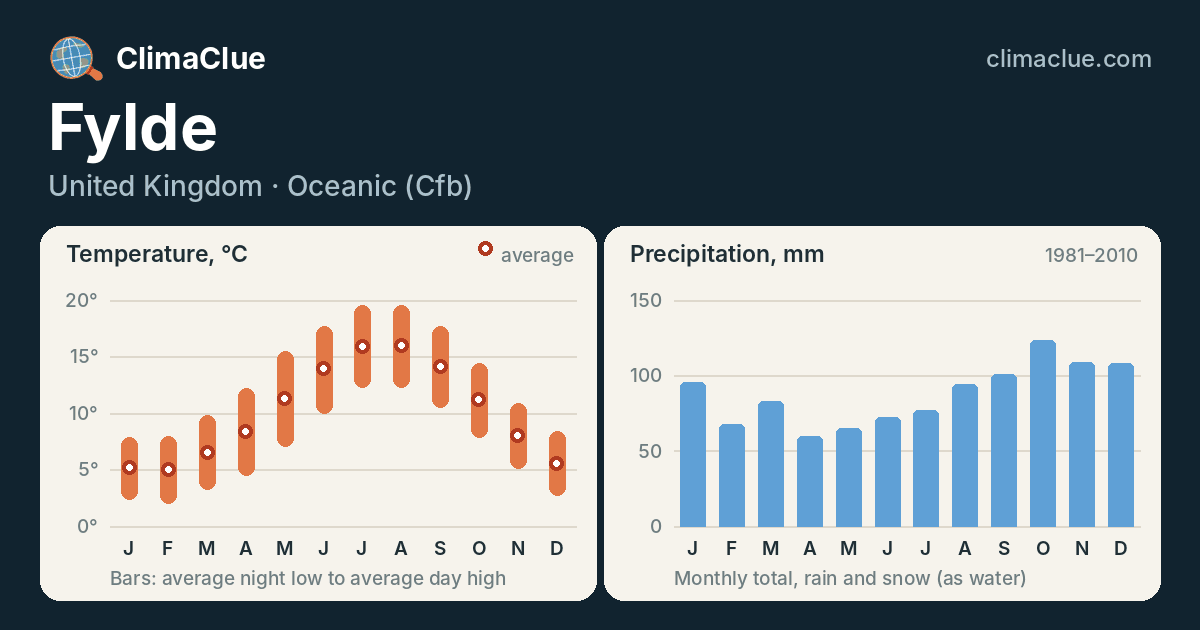 ClimaClue
climaclue.com
Fylde
United Kingdom · Oceanic (Cfb)
Temperature, °C
average
20°
15°
10°
5°
0°
J F M A M J J A S O N D
Bars: average night low to average day high
Precipitation, mm
1981–2010
150
100
50
0
J F M A M J J A S O N D
Monthly total, rain and snow (as water)